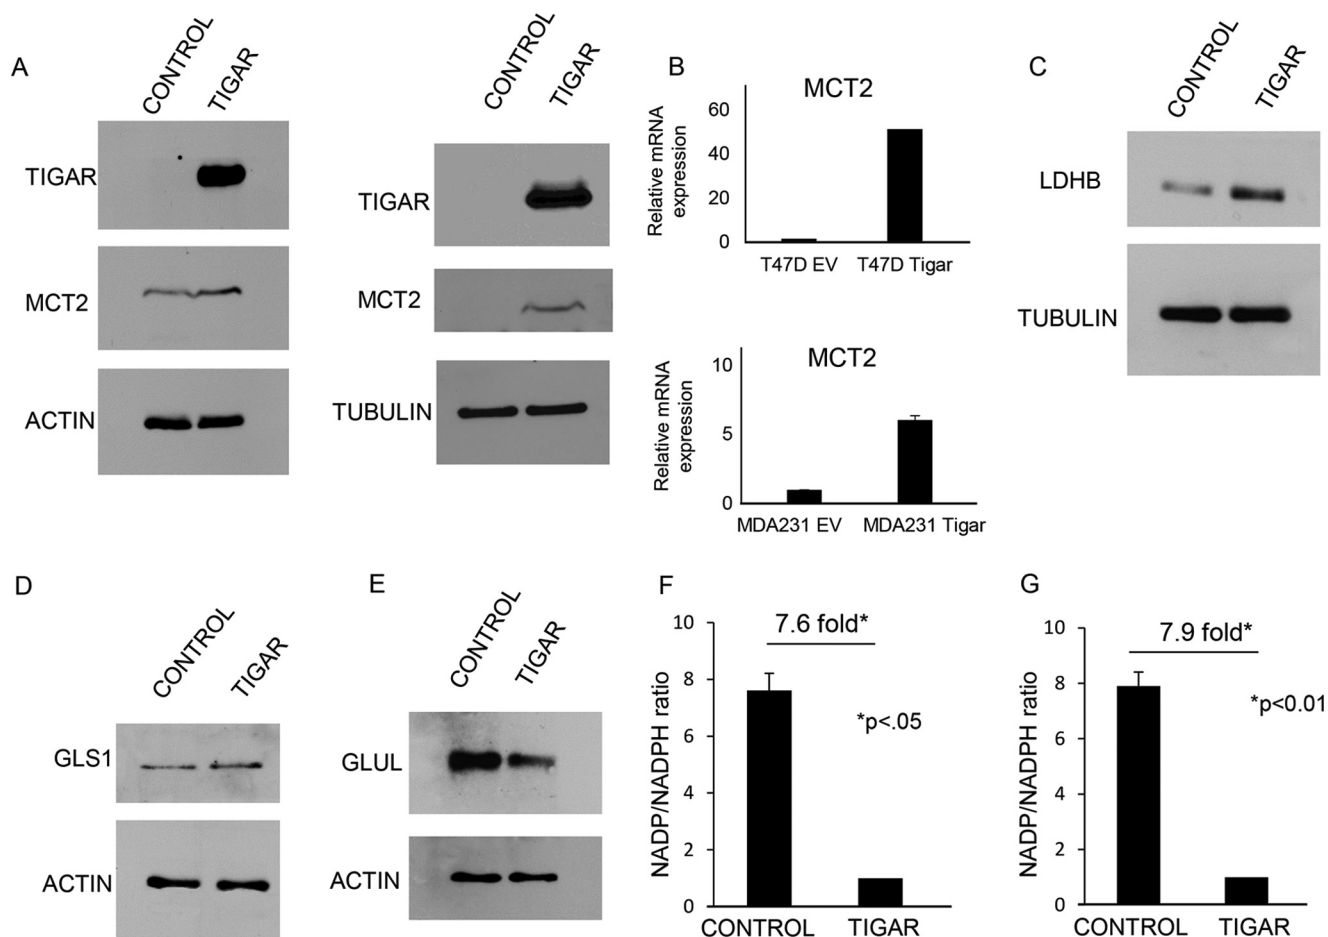 A
CONTROL
TIGAR
TIGAR
MCT2
ACTIN
CONTROL
TIGAR
TIGAR
MCT2
TUBULIN
B
MCT2
Relative mRNA
expression
60
40
20
0
T47D EV
T47D Tigar
MCT2
Relative mRNA
expression
10
5
0
MDA231 EV
MDA231 Tigar
C
CONTROL
TIGAR
LDHB
TUBULIN
D
CONTROL
TIGAR
GLS1
ACTIN
E
CONTROL
TIGAR
GLUL
ACTIN
F
NADP/NADPH ratio
10
8
6
4
2
0
7.6 fold*
*p<.05
CONTROL
TIGAR
G
NADP/NADPH ratio
10
8
6
4
2
0
7.9 fold*
*p<0.01
CONTROL
TIGAR